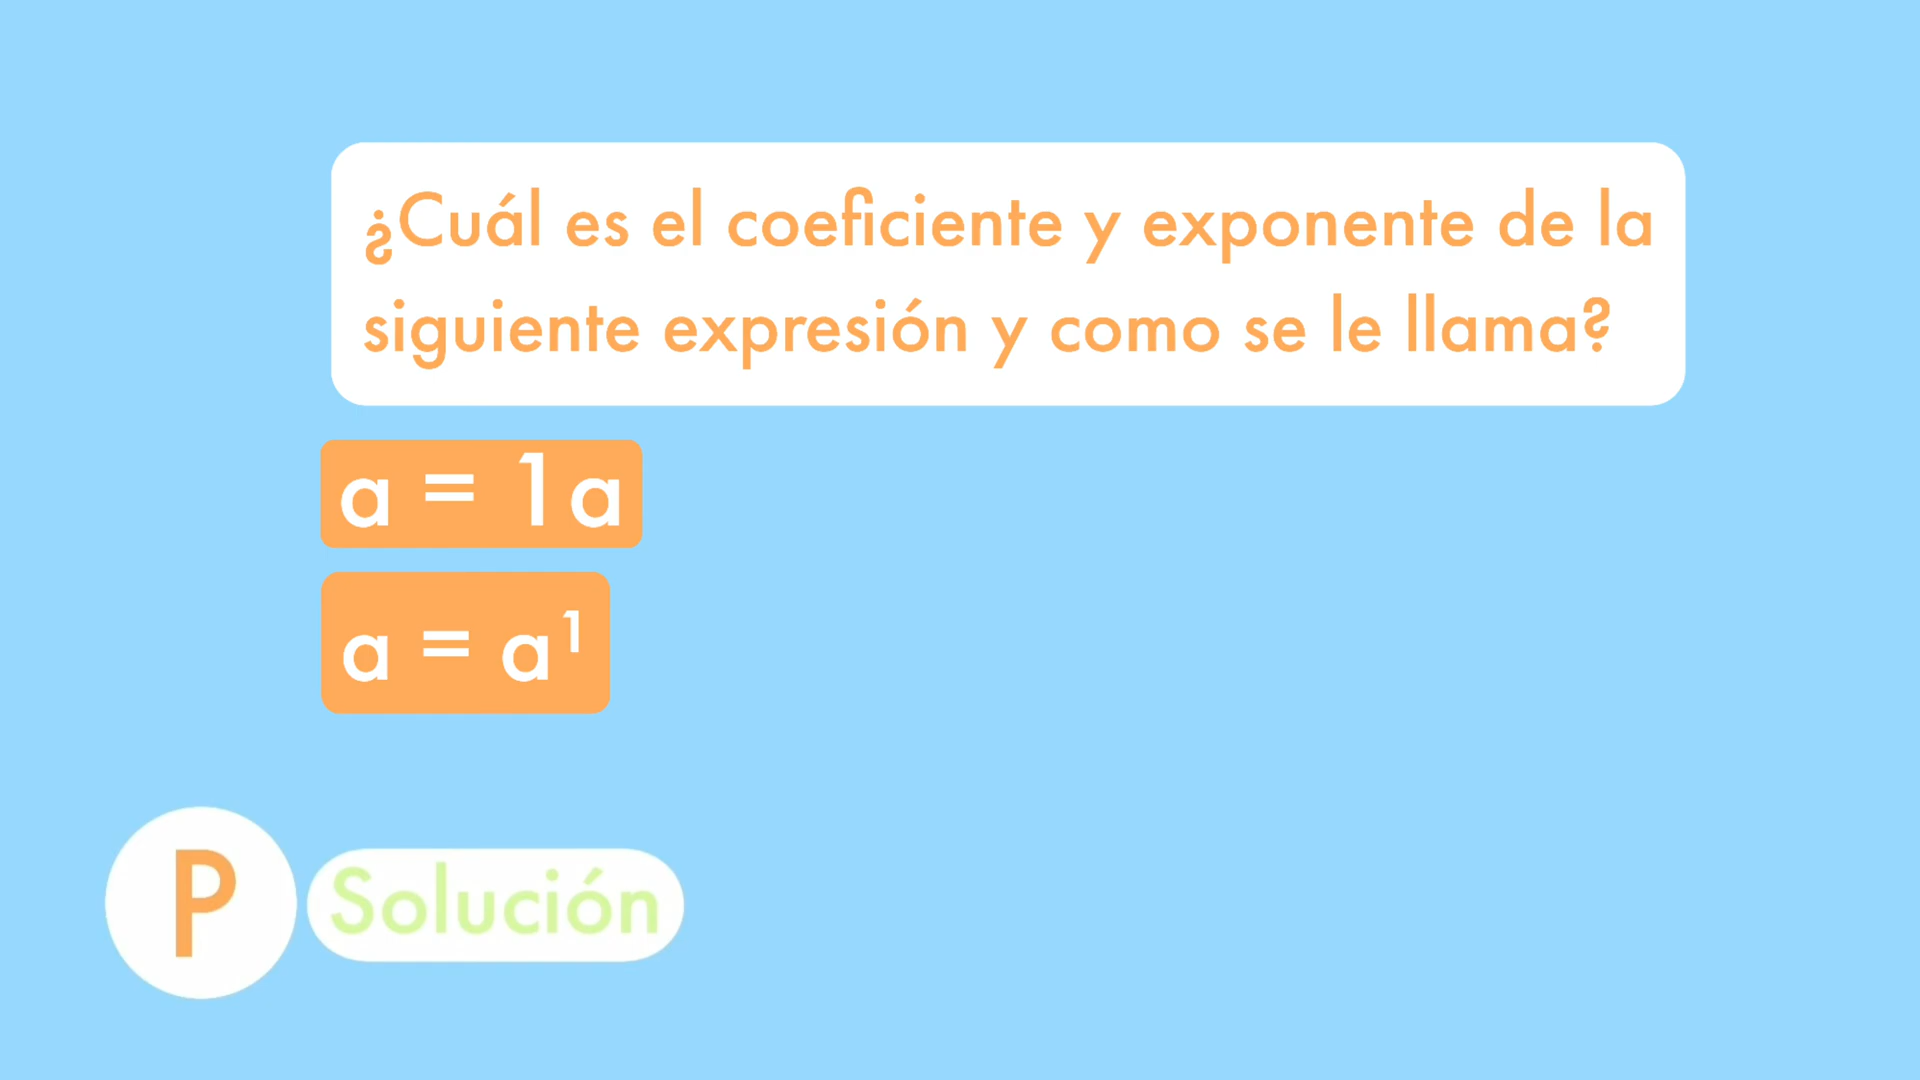 ¿Cuál es el coeficiente y exponente de la
siguiente expresión y como se le llama?
a = 1a
a = a¹
P
Solución